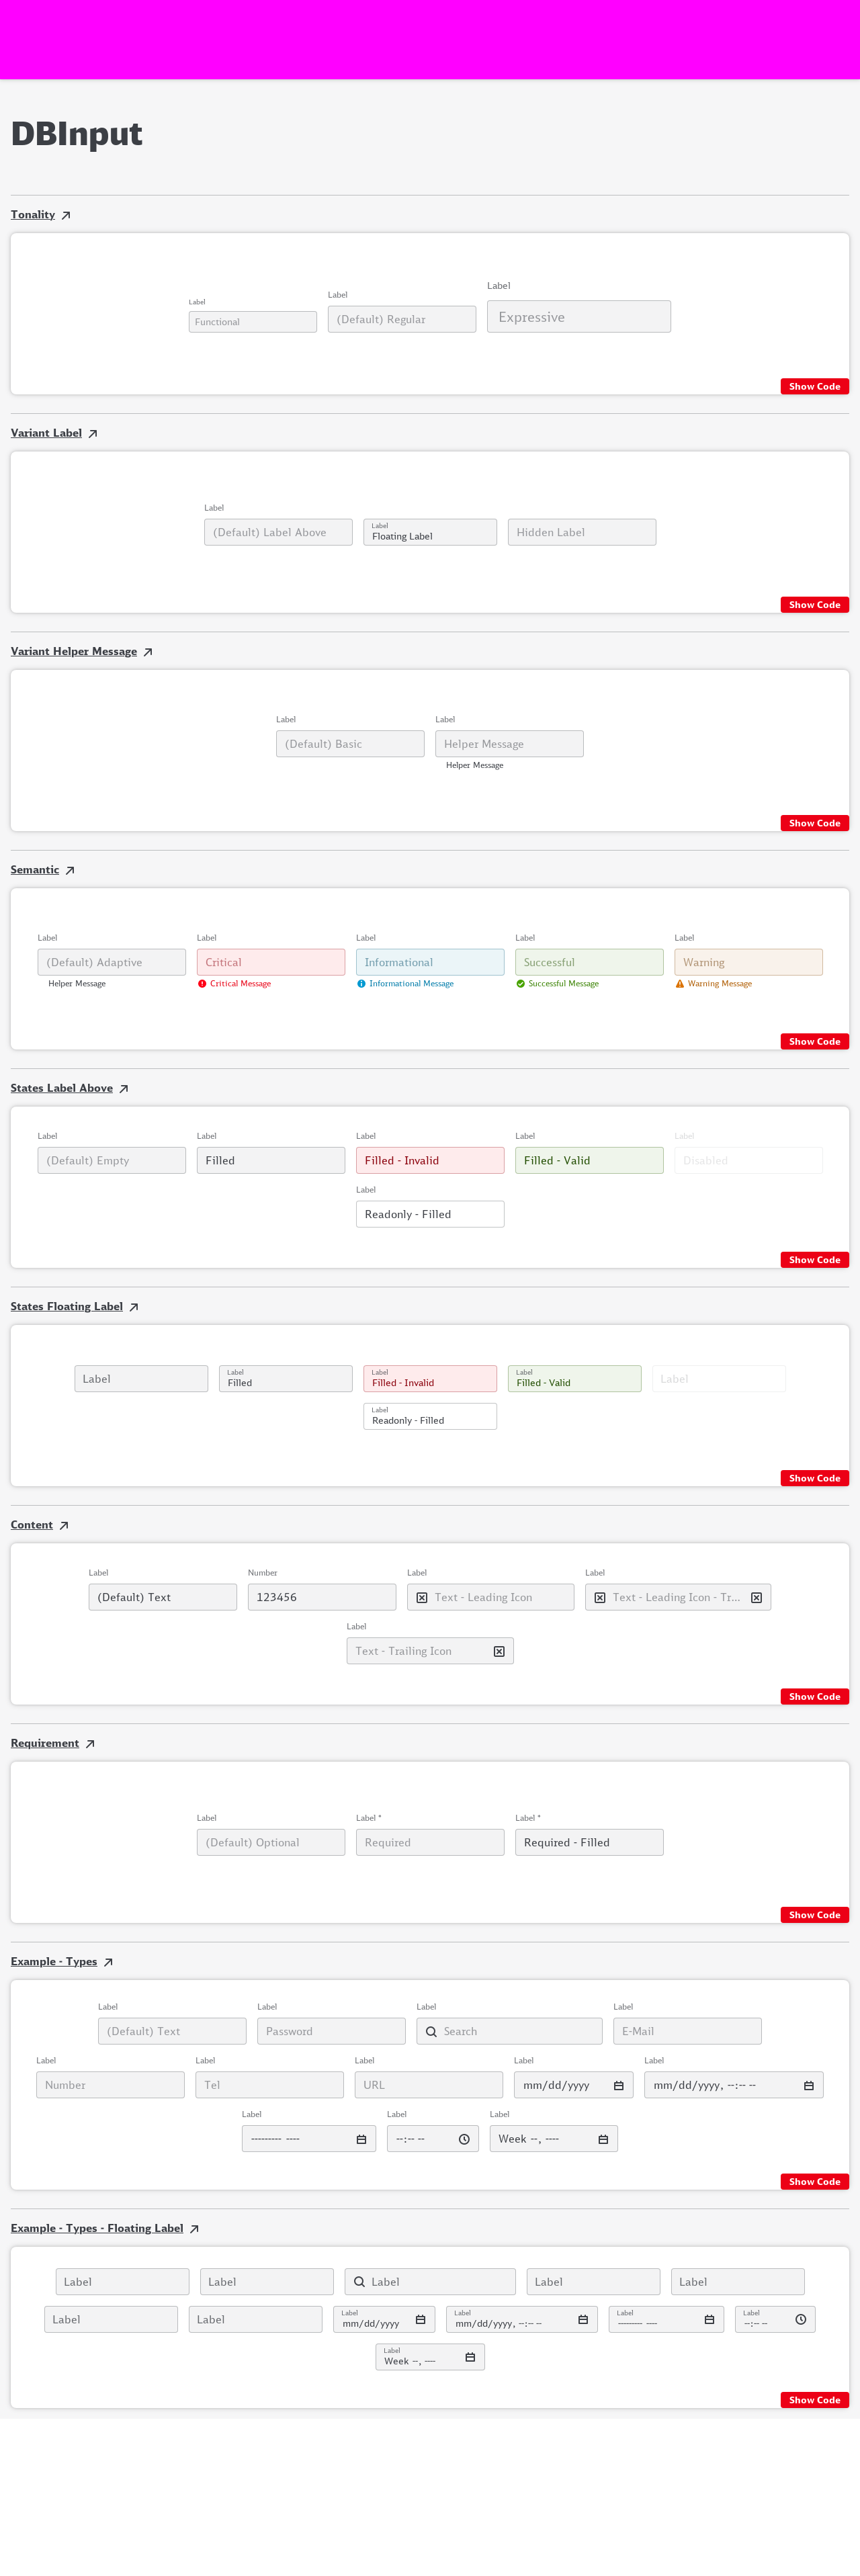 DBInput
Tonality
Label
Label
Label
Functional
(Default) Regular
Expressive
Show Code
Variant Label
Label
(Default) Label Above
Label
Floating Label
Hidden Label
Show Code
Variant Helper Message
Label Label
(Default) Basic Helper Message
Helper Message
Show Code
Semantic
Label Label Label Label Label
(Default) Adaptive Critical Informational Successful Warning
Helper Message Critical Message Informational Message Successful Message Warning Message
Show Code
States Label Above
Label Label Label Label Label
(Default) Empty Filled Filled - Invalid Filled - Valid Disabled
Label
Readonly - Filled
Show Code
States Floating Label
Label Label Label Label
Label Filled Filled - Invalid Filled - Valid Label
Label
Readonly - Filled
Show Code
Content
Label Number Label Label
(Default) Text 123456 Text - Leading Icon Text - Leading Icon - Tr...
Label
Text - Trailing Icon
Show Code
Requirement
Label Label * Label *
(Default) Optional Required Required - Filled
Show Code
Example - Types
Label Label Label Label
(Default) Text Password Search E-Mail
Label Label Label Label Label
Number Tel URL mm/dd/yyyy mm/dd/yyyy, --:-- --
Label Label Label
--------- ---- --:-- -- Week --, ----
Show Code
Example - Types - Floating Label
Label Label Label Label Label
Label Label Label Label Label Label
mm/dd/yyyy mm/dd/yyyy, --:-- -- --------- ---- --:-- --
Label
Week --, ----
Show Code